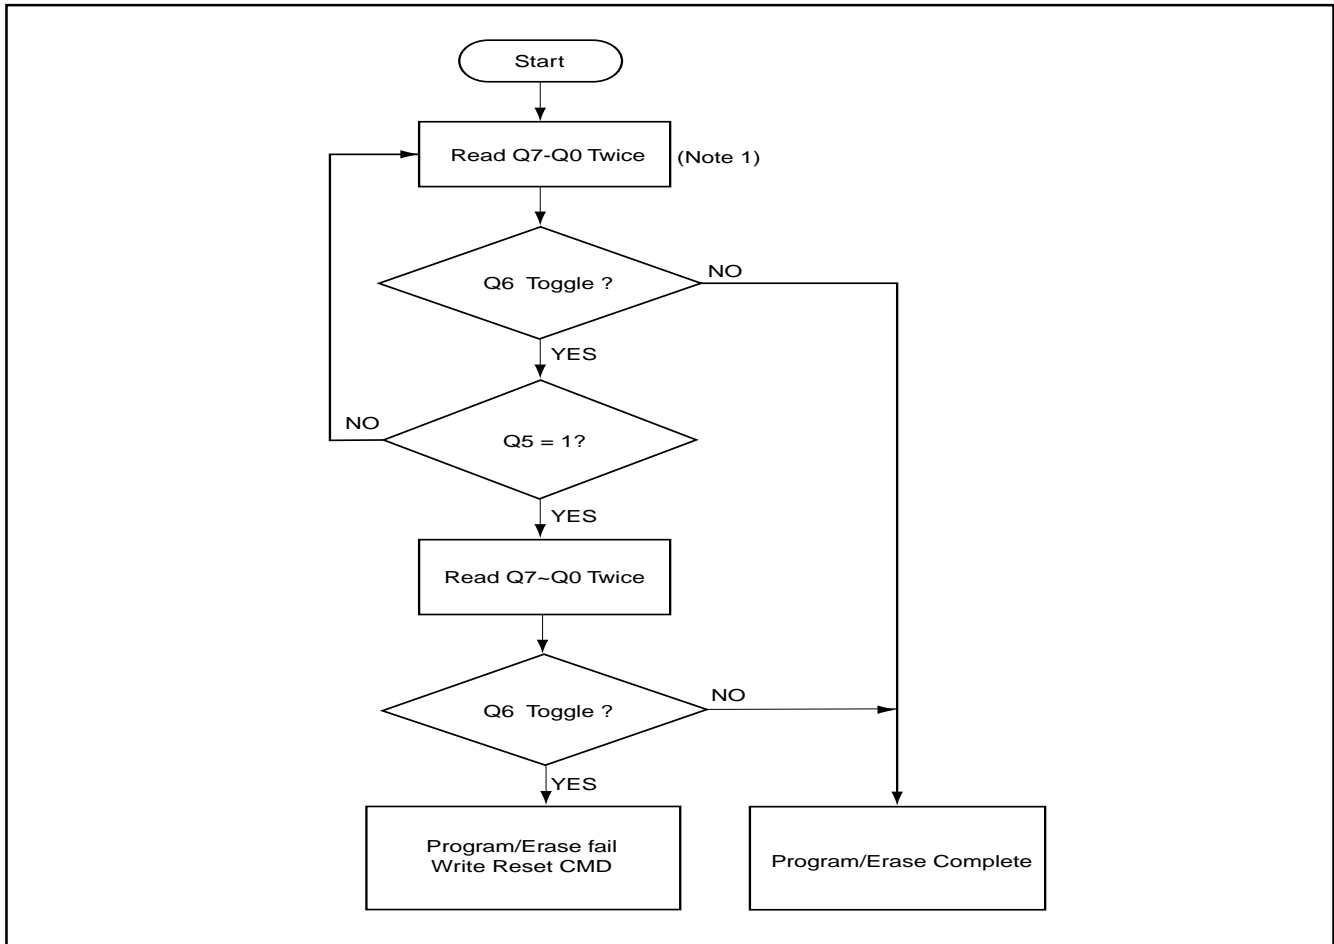 Start
Read Q7-Q0 Twice
(Note 1)
Q6 Toggle ?
NO
YES
NO
Q5 = 1?
YES
Read Q7~Q0 Twice
Q6 Toggle ?
NO
YES
Program/Erase fail
Write Reset CMD
Program/Erase Complete